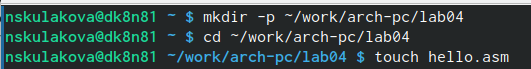 nskulakova@dk8n81 ~ $ mkdir -p ~/work/arch-pc/lab04
nskulakova@dk8n81 ~ $ cd ~/work/arch-pc/lab04
nskulakova@dk8n81 ~/work/arch-pc/lab04 $ touch hello.asm